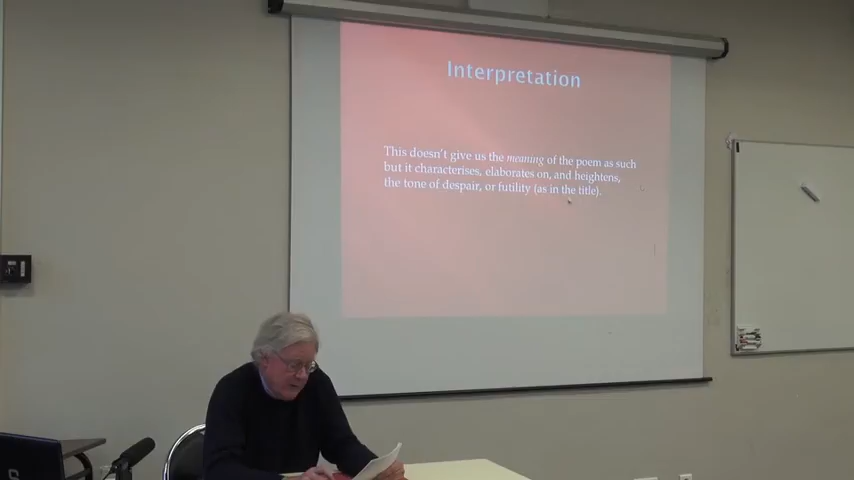 Interpretation
This doesn't give us the meaning of the poem as such
but it characterises, elaborates on, and heightens,
the tone of despair, or futility (as in the title).